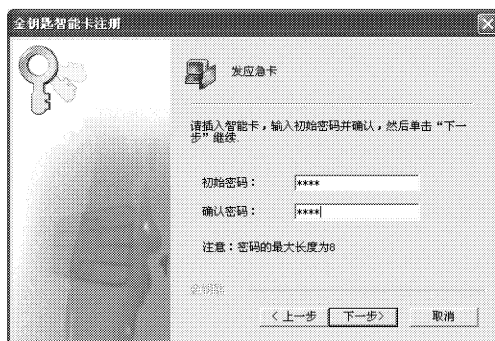 金钥匙智能卡注册
发应急卡
请插入智能卡，输入初始密码并确认，然后单击“下一
步”继续
初始密码：
****
确认密码：
****
注意：密码的最大长度为8
金钥匙
<上一步
下一步>
取消